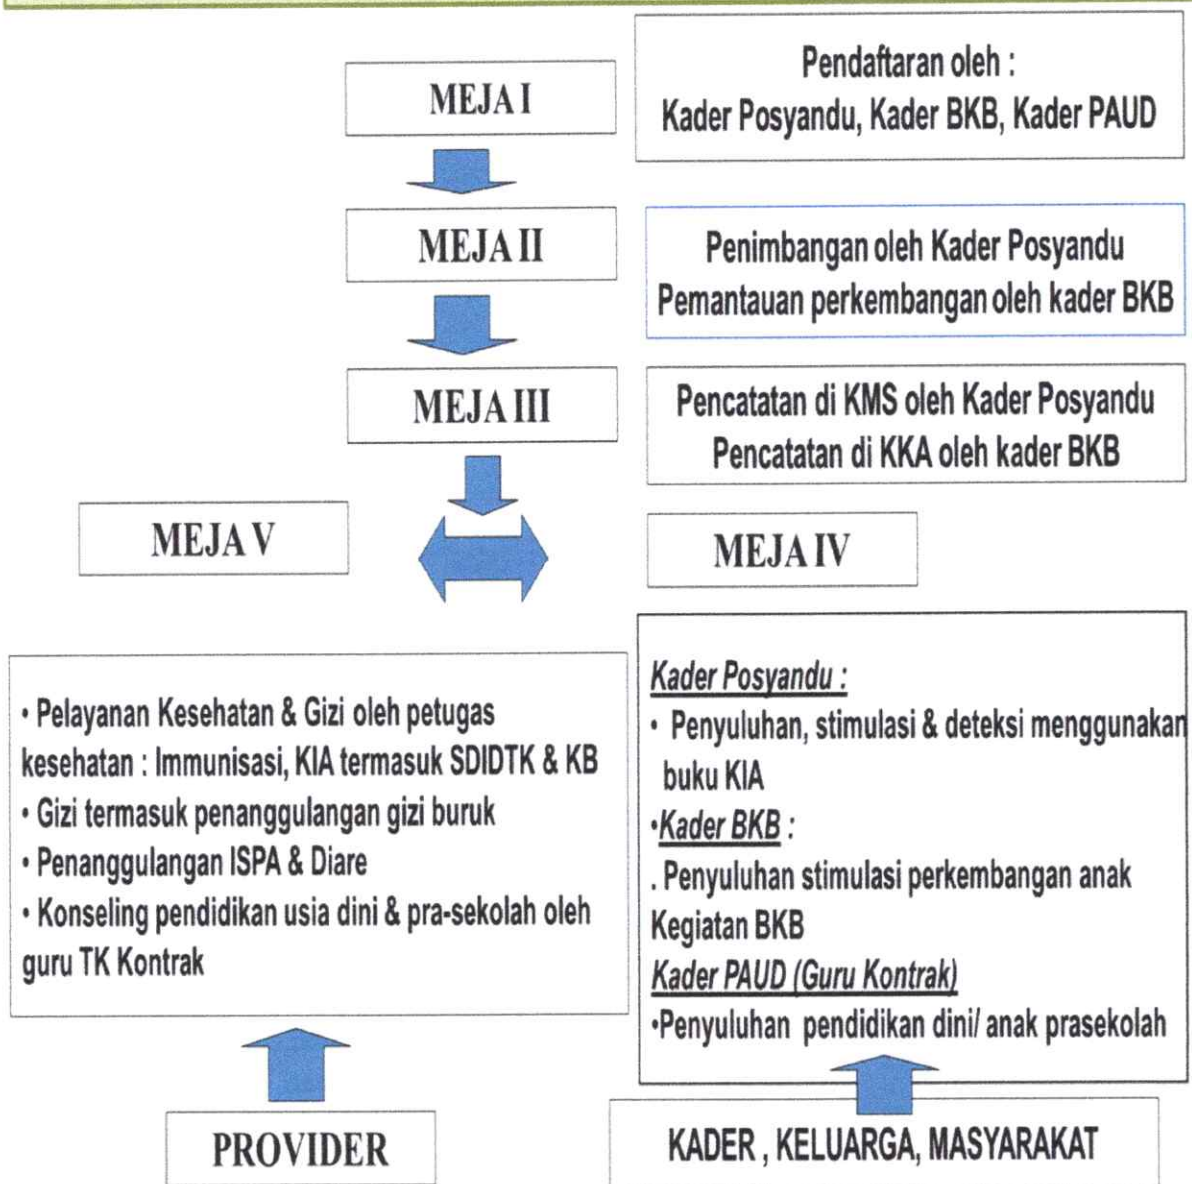 MEJA I
Pendaftaran oleh :
Kader Posyandu, Kader BKB, Kader PAUD
MEJA II
Penimbangan oleh Kader Posyandu
Pemantauan perkembangan oleh kader BKB
MEJA III
Pencatatan di KMS oleh Kader Posyandu
Pencatatan di KKA oleh kader BKB
MEJA V
MEJA IV
• Pelayanan Kesehatan & Gizi oleh petugas
kesehatan : Immunisasi, KIA termasuk SDIDTK & KB
• Gizi termasuk penanggulangan gizi buruk
• Penanggulangan ISPA & Diare
• Konseling pendidikan usia dini & pra-sekolah oleh
guru TK Kontrak
Kader Posyandu :
• Penyuluhan, stimulasi & deteksi menggunakan
buku KIA
•Kader BKB :
. Penyuluhan stimulasi perkembangan anak
Kegiatan BKB
Kader PAUD (Guru Kontrak)
•Penyuluhan pendidikan dini/ anak prasekolah
PROVIDER
KADER , KELUARGA, MASYARAKAT